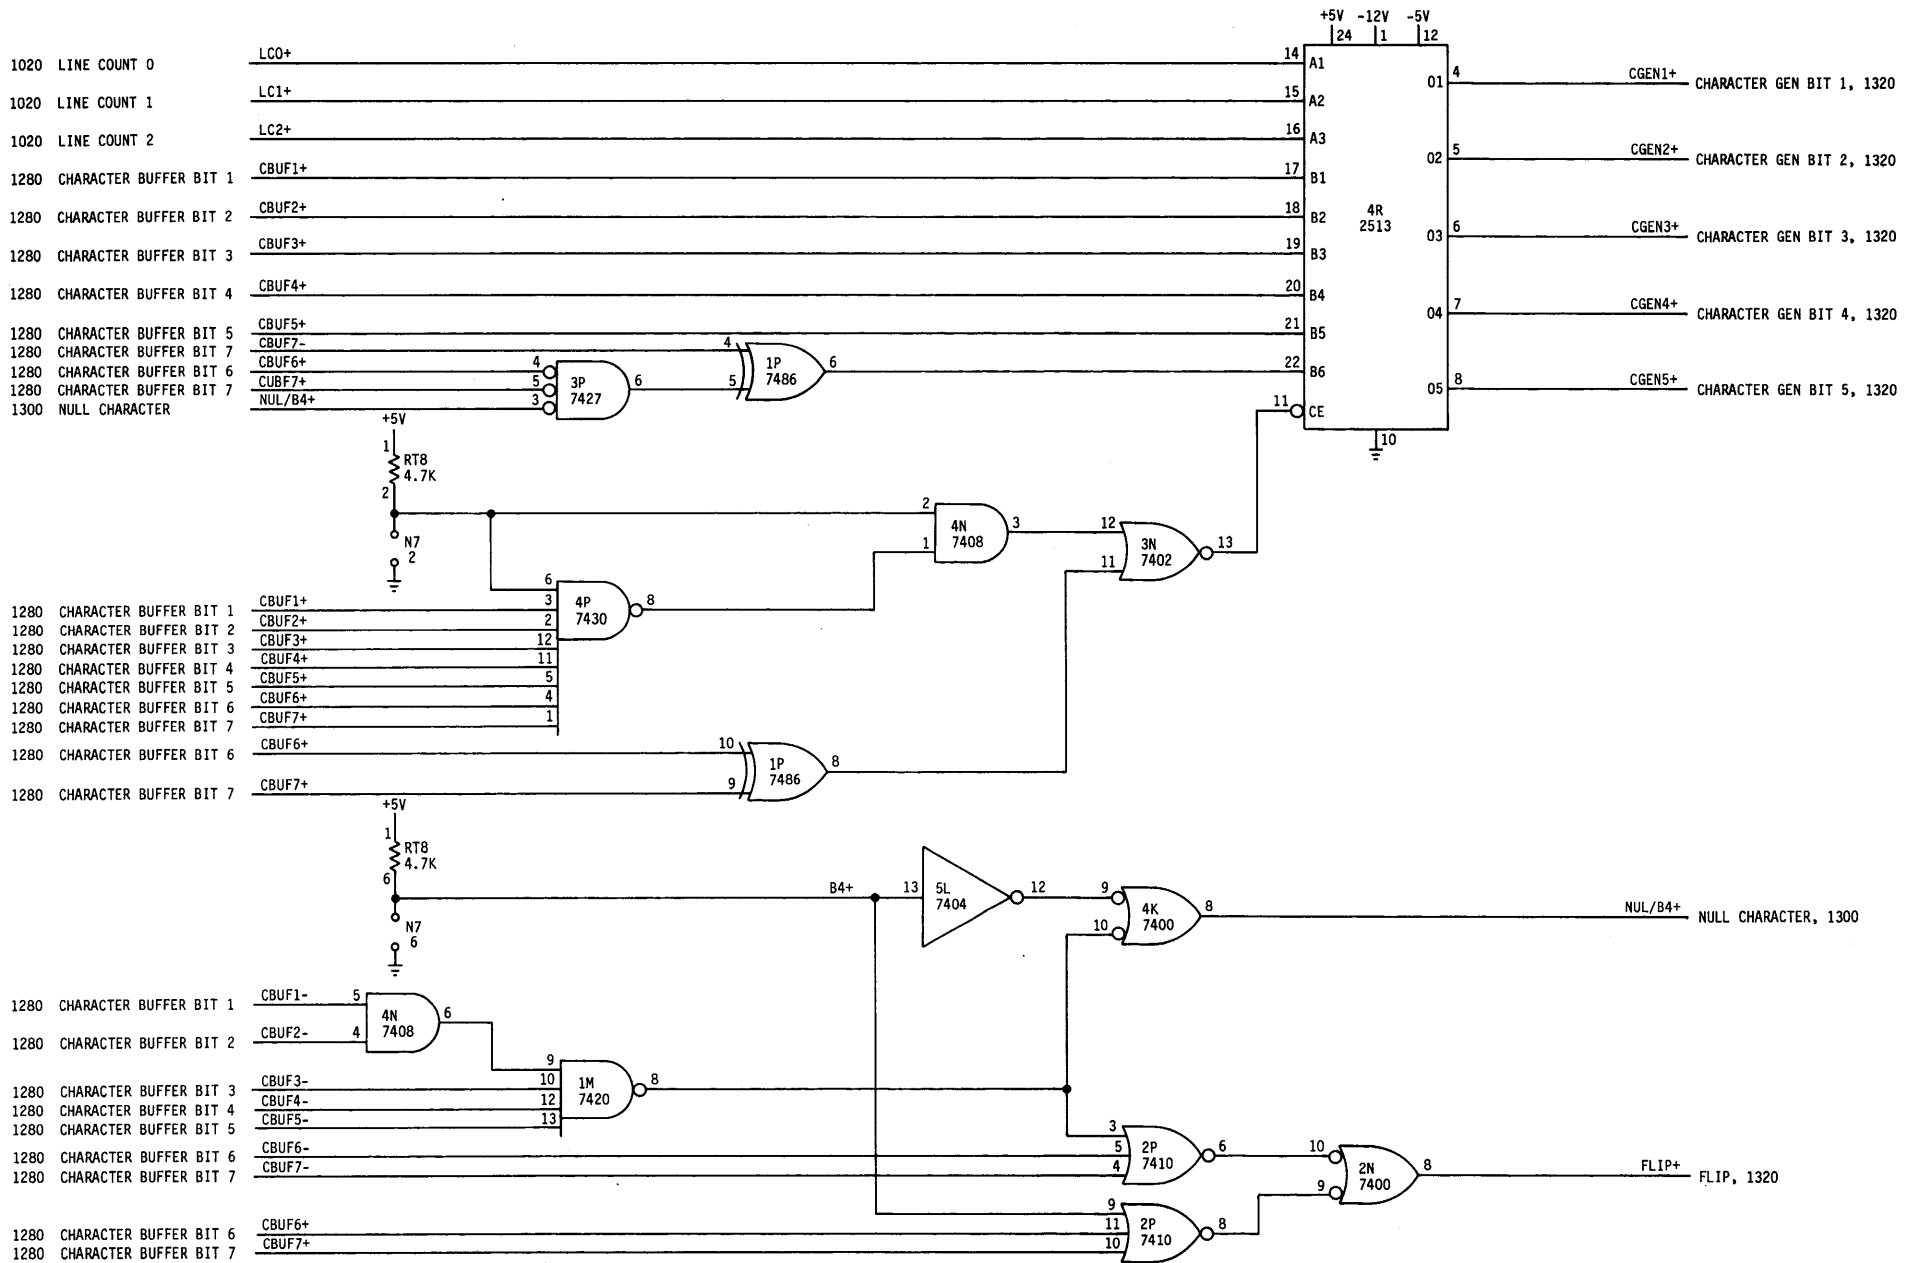 +5V -12V -5V
24 1 12
1020 LINE COUNT 0 LC0+ 14 A1
O1 4 CGEN1+ CHARACTER GEN BIT 1, 1320
1020 LINE COUNT 1 LC1+ 15 A2
1020 LINE COUNT 2 LC2+ 16 A3
O2 5 CGEN2+ CHARACTER GEN BIT 2, 1320
1280 CHARACTER BUFFER BIT 1 CBUF1+ 17 B1
1280 CHARACTER BUFFER BIT 2 CBUF2+ 18 B2
4R
2513
O3 6 CGEN3+ CHARACTER GEN BIT 3, 1320
1280 CHARACTER BUFFER BIT 3 CBUF3+ 19 B3
1280 CHARACTER BUFFER BIT 4 CBUF4+ 20 B4
O4 7 CGEN4+ CHARACTER GEN BIT 4, 1320
1280 CHARACTER BUFFER BIT 5 CBUF5+ 21 B5
1280 CHARACTER BUFFER BIT 7 CBUF7- 4
1P
7486
6 22 B6
1280 CHARACTER BUFFER BIT 6 CBUF6+ 4
1280 CHARACTER BUFFER BIT 7 CUBF7+ 5
3P
7427
6 5
O5 8 CGEN5+ CHARACTER GEN BIT 5, 1320
1300 NULL CHARACTER NUL/B4+ 3
11 CE
10
+5V
1
RT8
4.7K
2
N7
2
2
1
4N
7408
3 12
11
3N
7402
13
6
1280 CHARACTER BUFFER BIT 1 CBUF1+ 3
4P
7430
8
1280 CHARACTER BUFFER BIT 2 CBUF2+ 2
1280 CHARACTER BUFFER BIT 3 CBUF3+ 12
1280 CHARACTER BUFFER BIT 4 CBUF4+ 11
1280 CHARACTER BUFFER BIT 5 CBUF5+ 5
1280 CHARACTER BUFFER BIT 6 CBUF6+ 4
1280 CHARACTER BUFFER BIT 7 CBUF7+ 1
1280 CHARACTER BUFFER BIT 6 CBUF6+ 10
1P
7486
8
1280 CHARACTER BUFFER BIT 7 CBUF7+ 9
+5V
1
RT8
4.7K
6
N7
6
B4+ 13
5L
7404
12 9
10
4K
7400
8 NUL/B4+ NULL CHARACTER, 1300
1280 CHARACTER BUFFER BIT 1 CBUF1- 5
4N
7408
6
1280 CHARACTER BUFFER BIT 2 CBUF2- 4
9
1280 CHARACTER BUFFER BIT 3 CBUF3- 10
1M
7420
8
1280 CHARACTER BUFFER BIT 4 CBUF4- 12
1280 CHARACTER BUFFER BIT 5 CBUF5- 13
3
1280 CHARACTER BUFFER BIT 6 CBUF6- 5
2P
7410
6 10
1280 CHARACTER BUFFER BIT 7 CBUF7- 4
9
2N
7400
8 FLIP+ FLIP, 1320
9
1280 CHARACTER BUFFER BIT 6 CBUF6+ 11
2P
7410
8
1280 CHARACTER BUFFER BIT 7 CBUF7+ 10